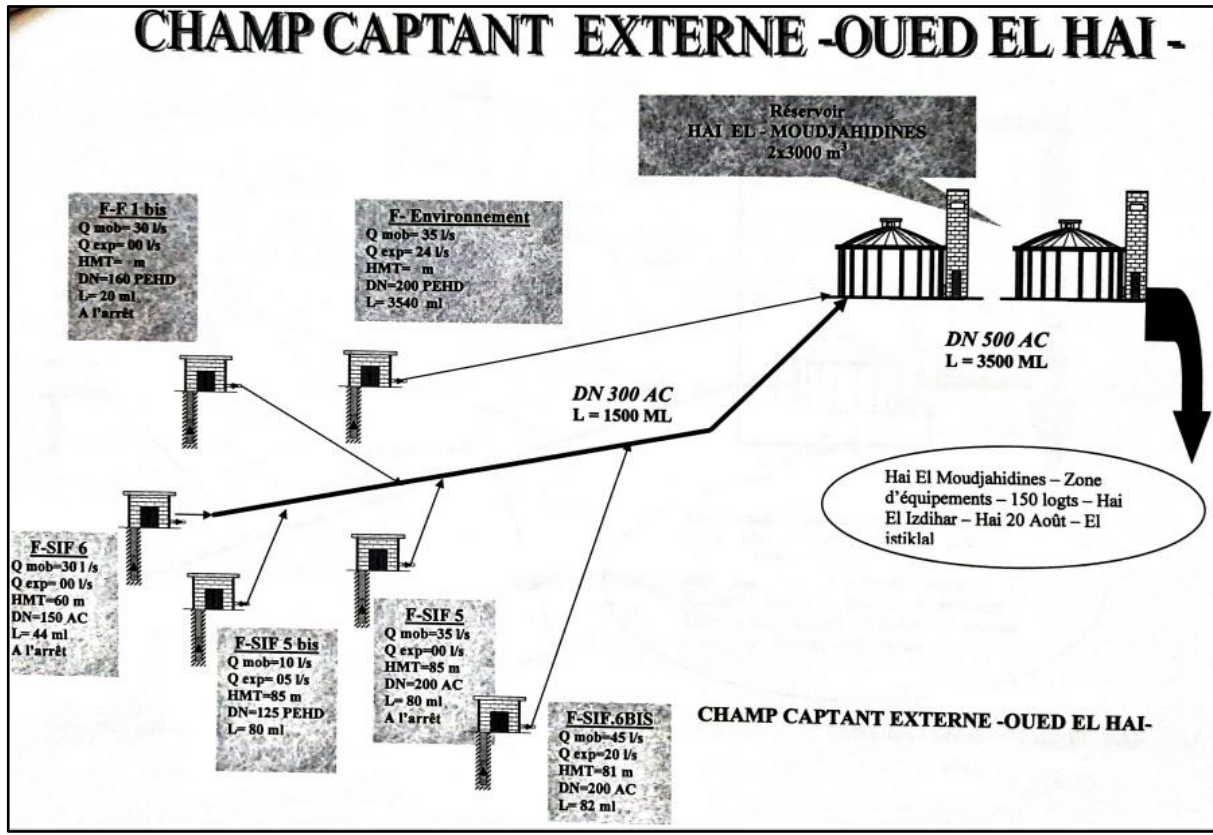 CHAMP CAPTANT EXTERNE -OUED EL HAI -
Réservoir
HAI EL - MOUDJAHIDINES
2x3000 m³
F-F 1 bis
Q mob= 30 l/s
Q exp= 00 l/s
HMT= m
DN=160 PEHD
L= 20 ml
A l'arrêt
F- Environnement
Q mob= 35 l/s
Q exp= 24 l/s
HMT= m
DN=200 PEHD
L= 3540 ml
DN 500 AC
L = 3500 ML
DN 300 AC
L = 1500 ML
Hai El Moudjahidines – Zone
d'équipements – 150 logts – Hai
El Izdihar – Hai 20 Août – El
istiklal
F-SIF 6
Q mob=30 l/s
Q exp= 00 l/s
HMT=60 m
DN=150 AC
L= 44 ml
A l'arrêt
F-SIF 5 bis
Q mob=10 l/s
Q exp= 05 l/s
HMT=85 m
DN=125 PEHD
L= 80 ml
F-SIF 5
Q mob=35 l/s
Q exp=00 l/s
HMT=85 m
DN=200 AC
L= 80 ml
A l'arrêt
F-SIF.6BIS
Q mob=45 l/s
Q exp=20 l/s
HMT=81 m
DN=200 AC
L= 82 ml
CHAMP CAPTANT EXTERNE -OUED EL HAI-